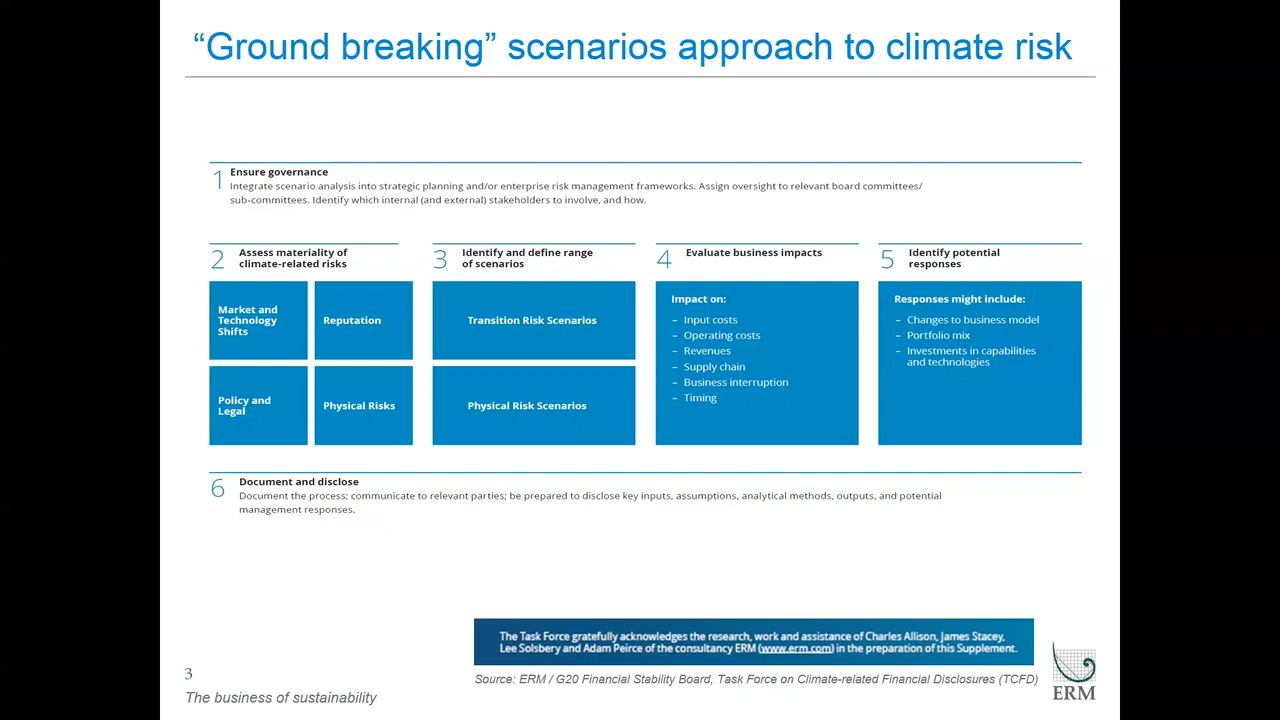 “Ground breaking” scenarios approach to climate risk
1
Ensure governance
Integrate scenario analysis into strategic planning and/or enterprise risk management frameworks. Assign oversight to relevant board committees/
sub-committees. Identify which internal (and external) stakeholders to involve, and how.
2
Assess materiality of
climate-related risks
Market and
Technology
Shifts
Reputation
Policy and
Legal
Physical Risks
3
Identify and define range
of scenarios
Transition Risk Scenarios
Physical Risk Scenarios
4
Evaluate business impacts
Impact on:
– Input costs
– Operating costs
– Revenues
– Supply chain
– Business interruption
– Timing
5
Identify potential
responses
Responses might include:
– Changes to business model
– Portfolio mix
– Investments in capabilities
and technologies
6
Document and disclose
Document the process; communicate to relevant parties; be prepared to disclose key inputs, assumptions, analytical methods, outputs, and potential
management responses.
The Task Force gratefully acknowledges the research, work and assistance of Charles Allison, James Stacey,
Lee Solsbery and Adam Peirce of the consultancy ERM (www.erm.com) in the preparation of this Supplement.
Source: ERM / G20 Financial Stability Board, Task Force on Climate-related Financial Disclosures (TCFD)
3
The business of sustainability
ERM